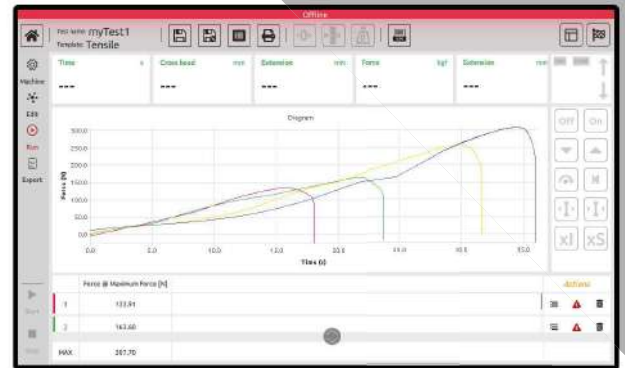 Offline
Test Name myTest1
Template: Tensile
Machine
Edit
Run
Export
Start
Stop
Time s
---
Cross head mm
---
Extension mm
---
Force kgf
---
Extension mm
---
Diagram
Force [N]
300.0
250.0
200.0
150.0
100.0
50.0
0.0
0.0
10.0
Time (s)
Off On
xI xS
Force @ Maximum Force [N]
Actions
1 133.91
2 163.60
MAX 307.70